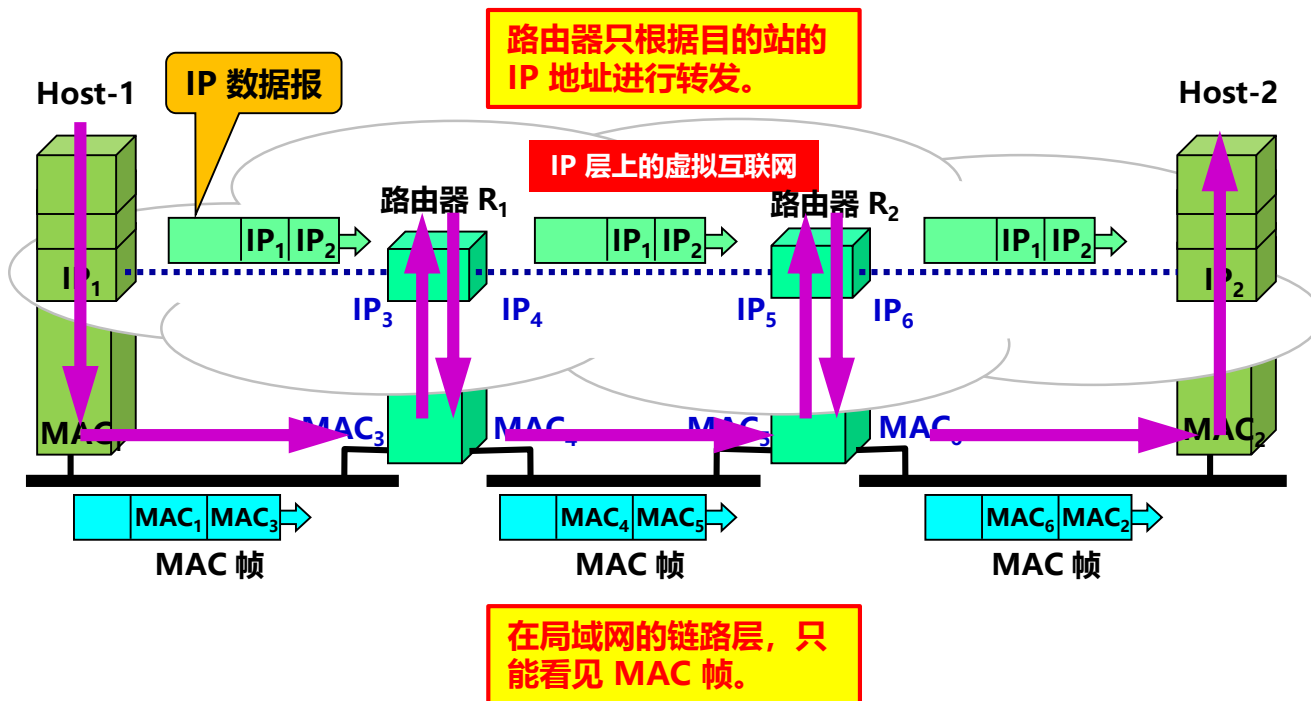 路由器只根据目的站的
IP 地址进行转发。
IP 数据报
Host-1
Host-2
IP 层上的虚拟互联网
路由器 R₁
路由器 R₂
IP₁ IP₂
IP₁ IP₂
IP₁ IP₂
IP₁
IP₂
IP₃
IP₄
IP₅
IP₆
MAC₁
MAC₃
MAC₄
MAC₅
MAC₆
MAC₂
MAC₁ MAC₃
MAC₄ MAC₅
MAC₆ MAC₂
MAC 帧
MAC 帧
MAC 帧
在局域网的链路层，只
能看见 MAC 帧。